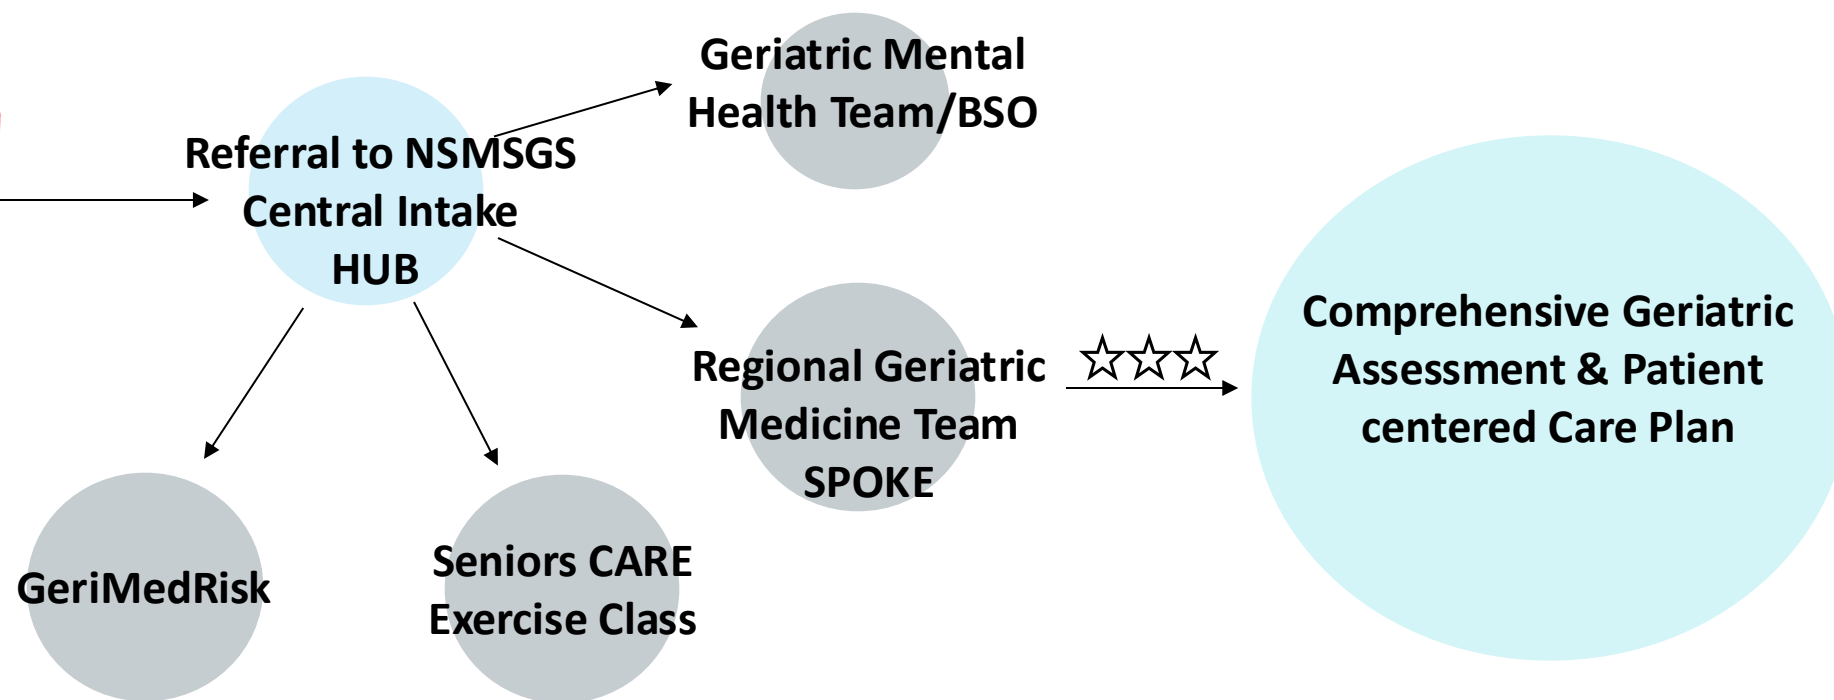 Geriatric Mental
Health Team/BSO
Referral to NSMSGS
Central Intake
HUB
Regional Geriatric
Medicine Team
SPOKE
Comprehensive Geriatric
Assessment & Patient
centered Care Plan
GeriMedRisk
Seniors CARE
Exercise Class